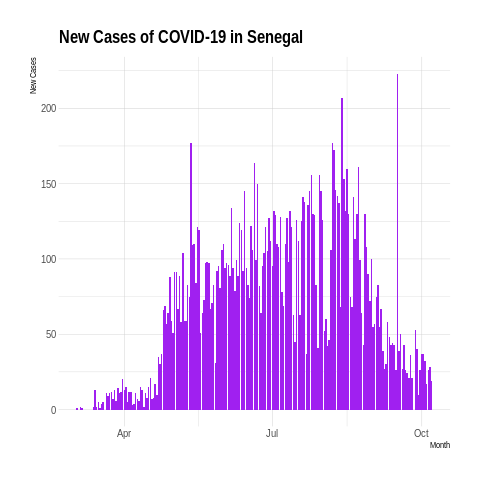 New Cases of COVID-19 in Senegal
New Cases
200
150
100
50
0
Apr
Jul
Oct
Month